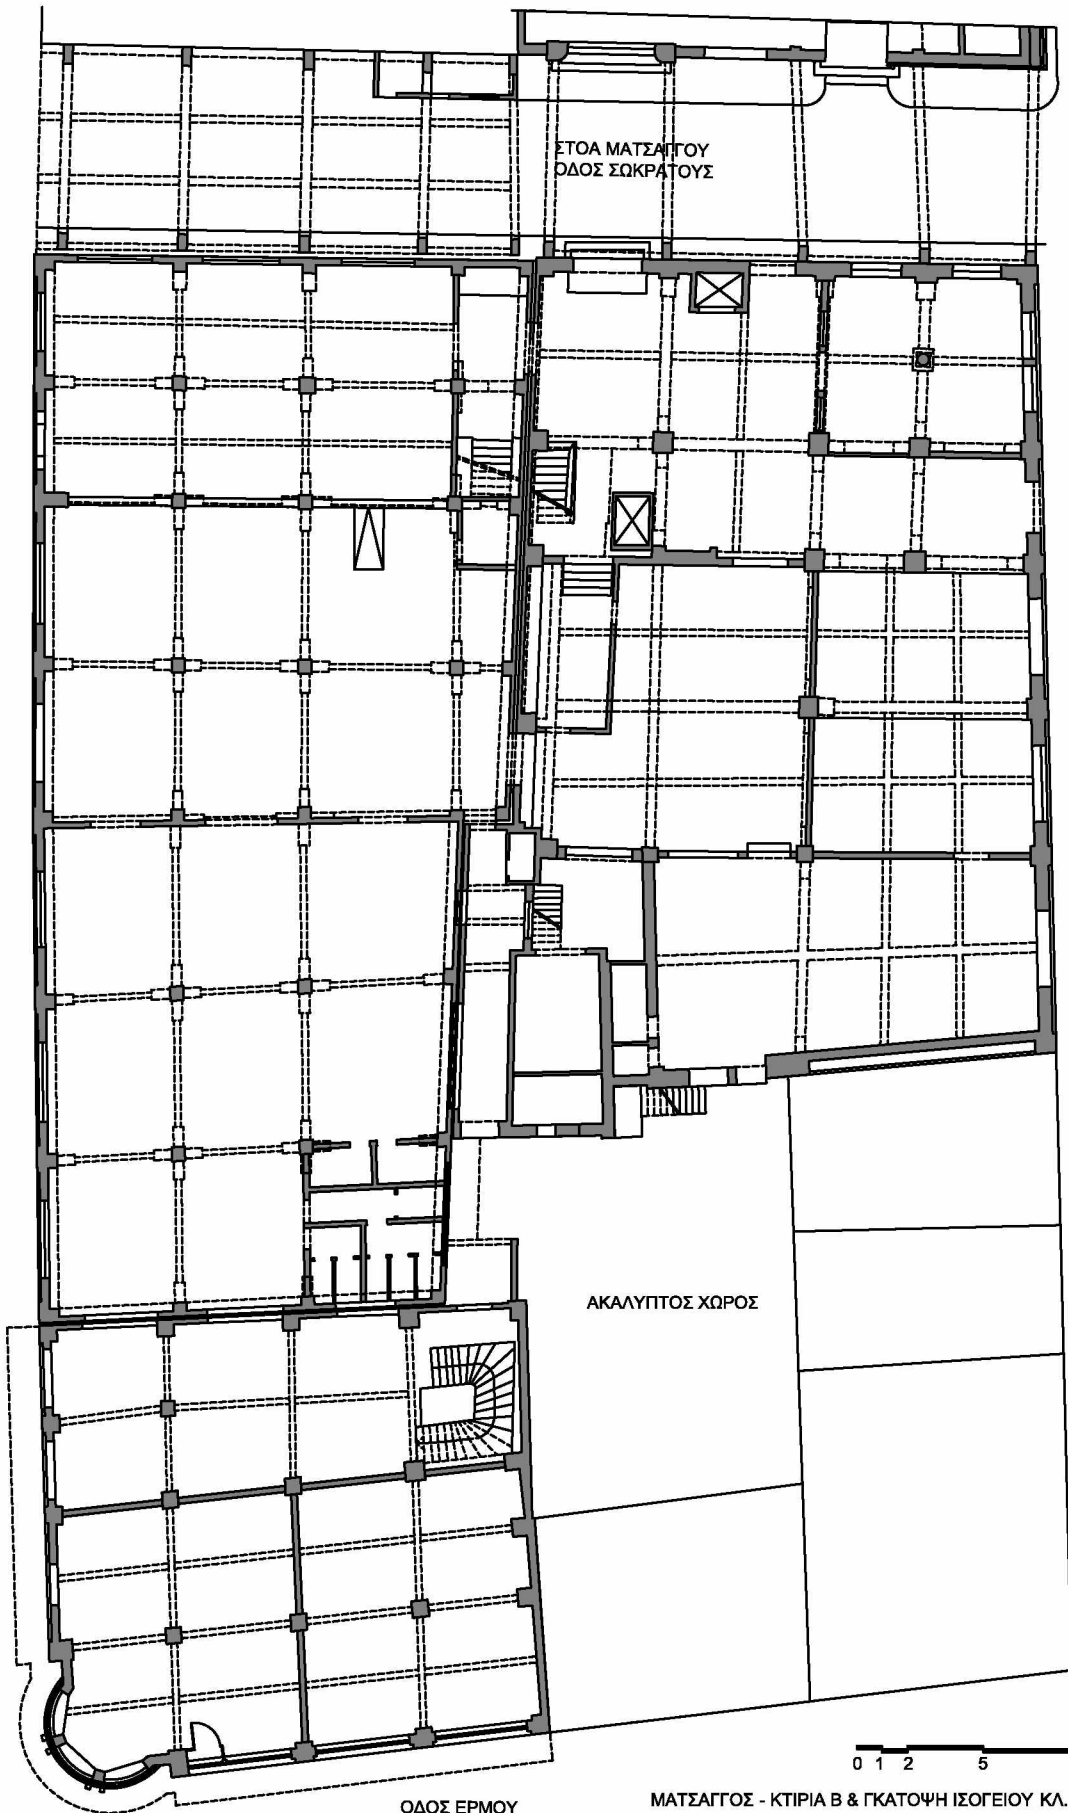 ΣΤΟΑ ΜΑΤΣΑΓΓΟΥ
ΟΔΟΣ ΣΩΚΡΑΤΟΥΣ
ΑΚΑΛΥΠΤΟΣ ΧΩΡΟΣ
0 1 2 5
ΟΔΟΣ ΕΡΜΟΥ
ΜΑΤΣΑΓΓΟΣ - ΚΤΙΡΙΑ Β & ΓΚΑΤΟΨΗ ΙΣΟΓΕΙΟΥ ΚΛ.